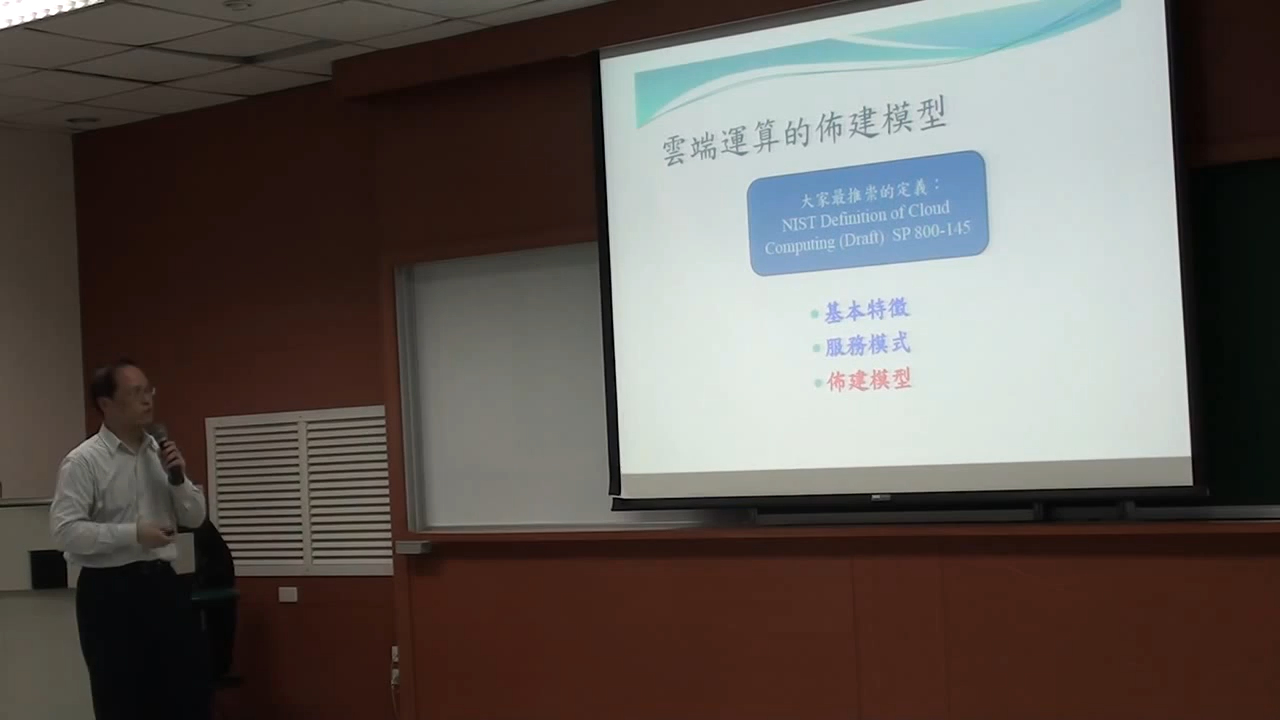 雲端運算的佈建模型
大家最推崇的定義：
NIST Definition of Cloud
Computing (Draft) SP 800-145
基本特徵
服務模式
佈建模型